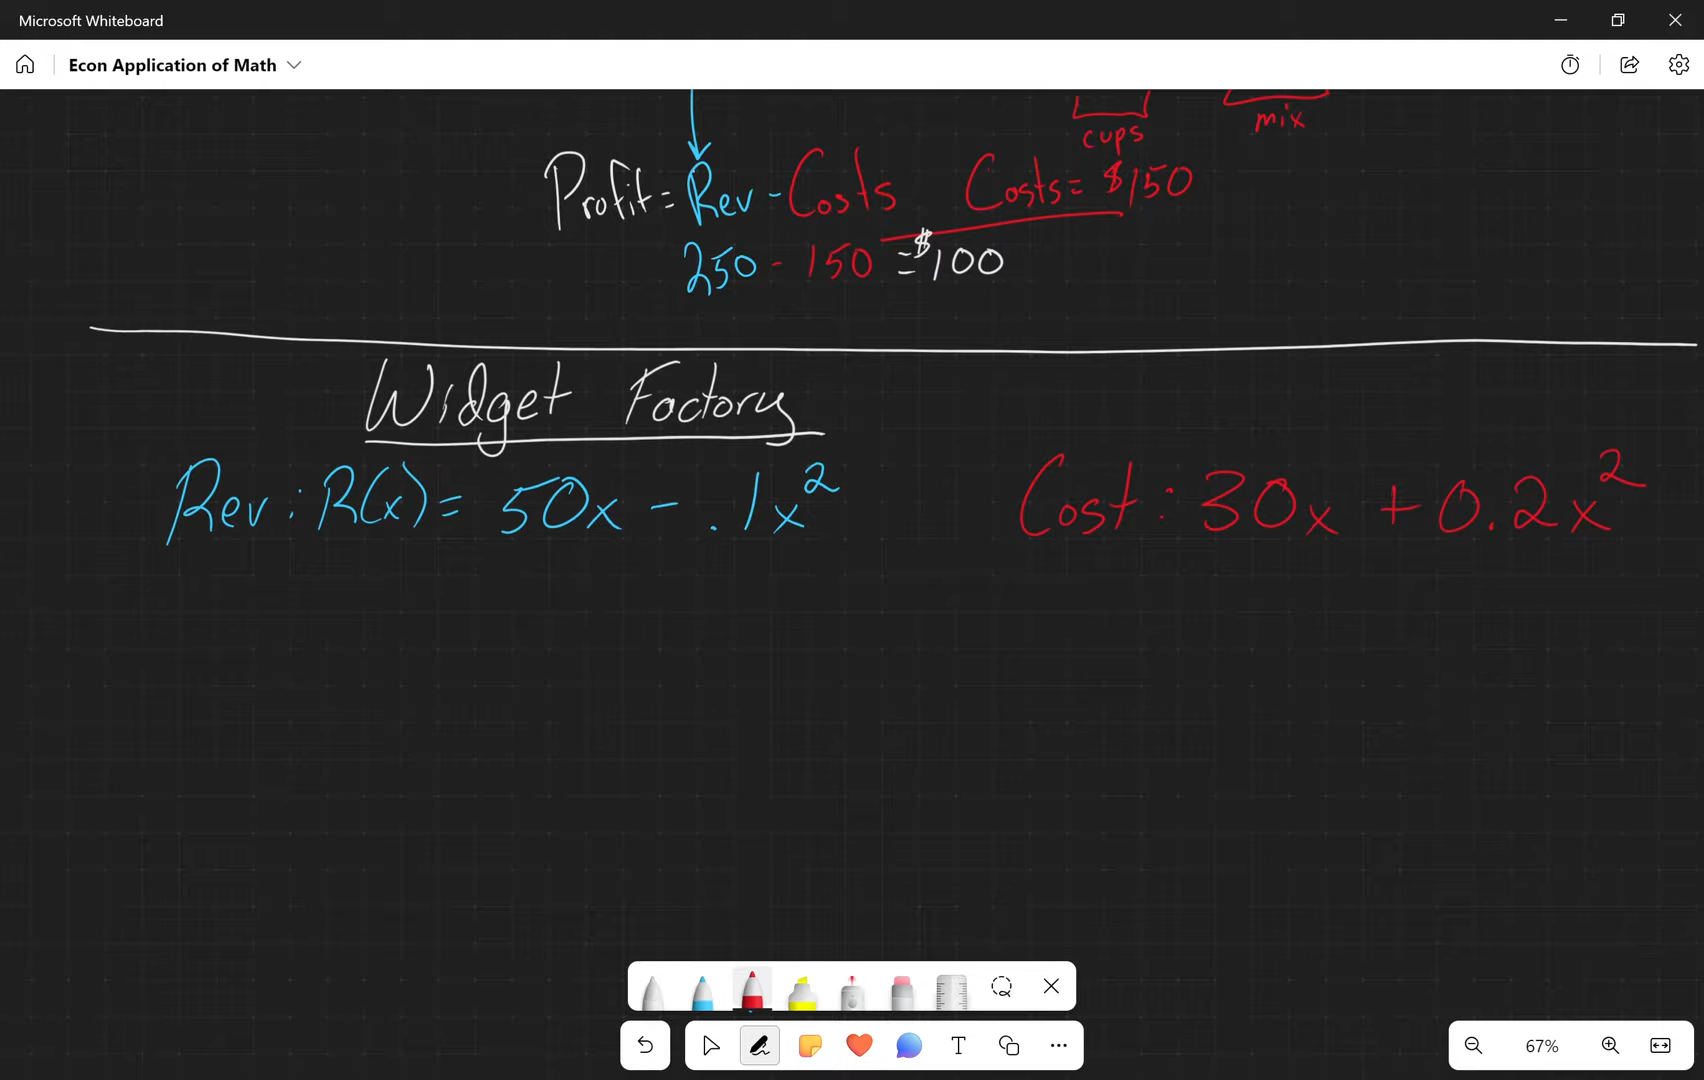 Microsoft Whiteboard
Econ Application of Math
cups
mix
Profit = Rev - Costs
Costs = $150
250 - 150 = $100
Widget Factory
Rev: R(x) = 50x - .1x²
Cost: 30x + 0.2x²
67%